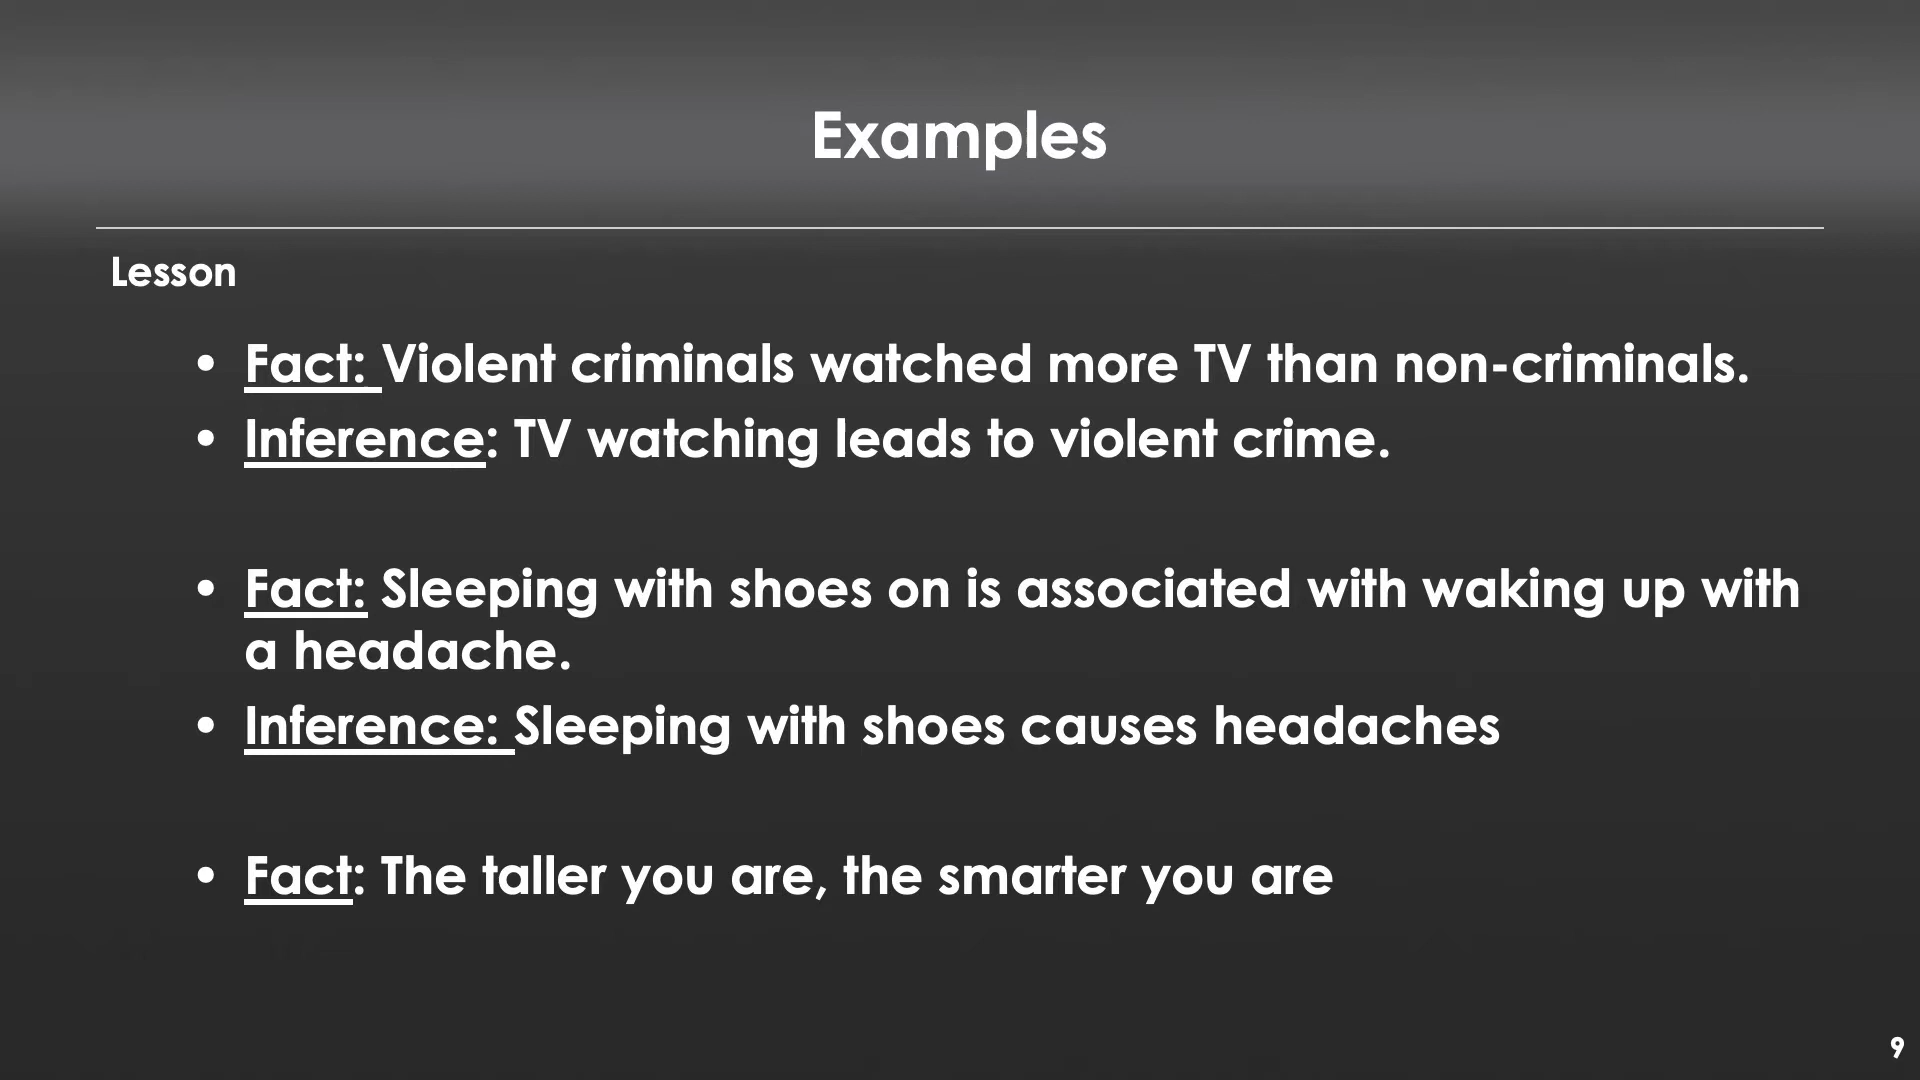 Examples
Lesson
• Fact: Violent criminals watched more TV than non-criminals.
• Inference: TV watching leads to violent crime.
• Fact: Sleeping with shoes on is associated with waking up with
a headache.
• Inference: Sleeping with shoes causes headaches
• Fact: The taller you are, the smarter you are
9